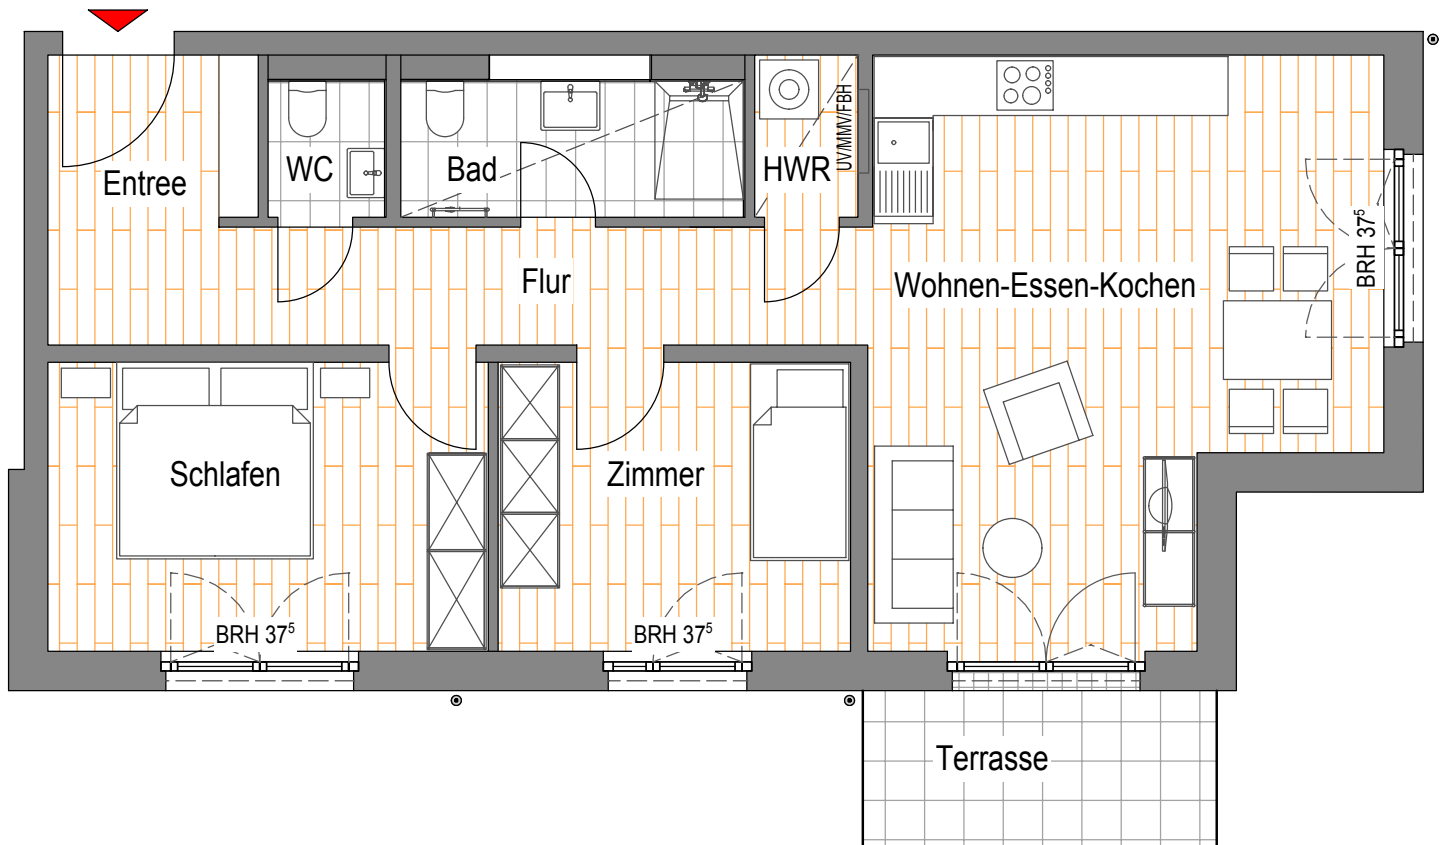 Entree
WC
Bad
HWR
UV/MMV/FBH
Flur
Wohnen-Essen-Kochen
BRH 37⁵
Schlafen
Zimmer
BRH 37⁵
BRH 37⁵
Terrasse